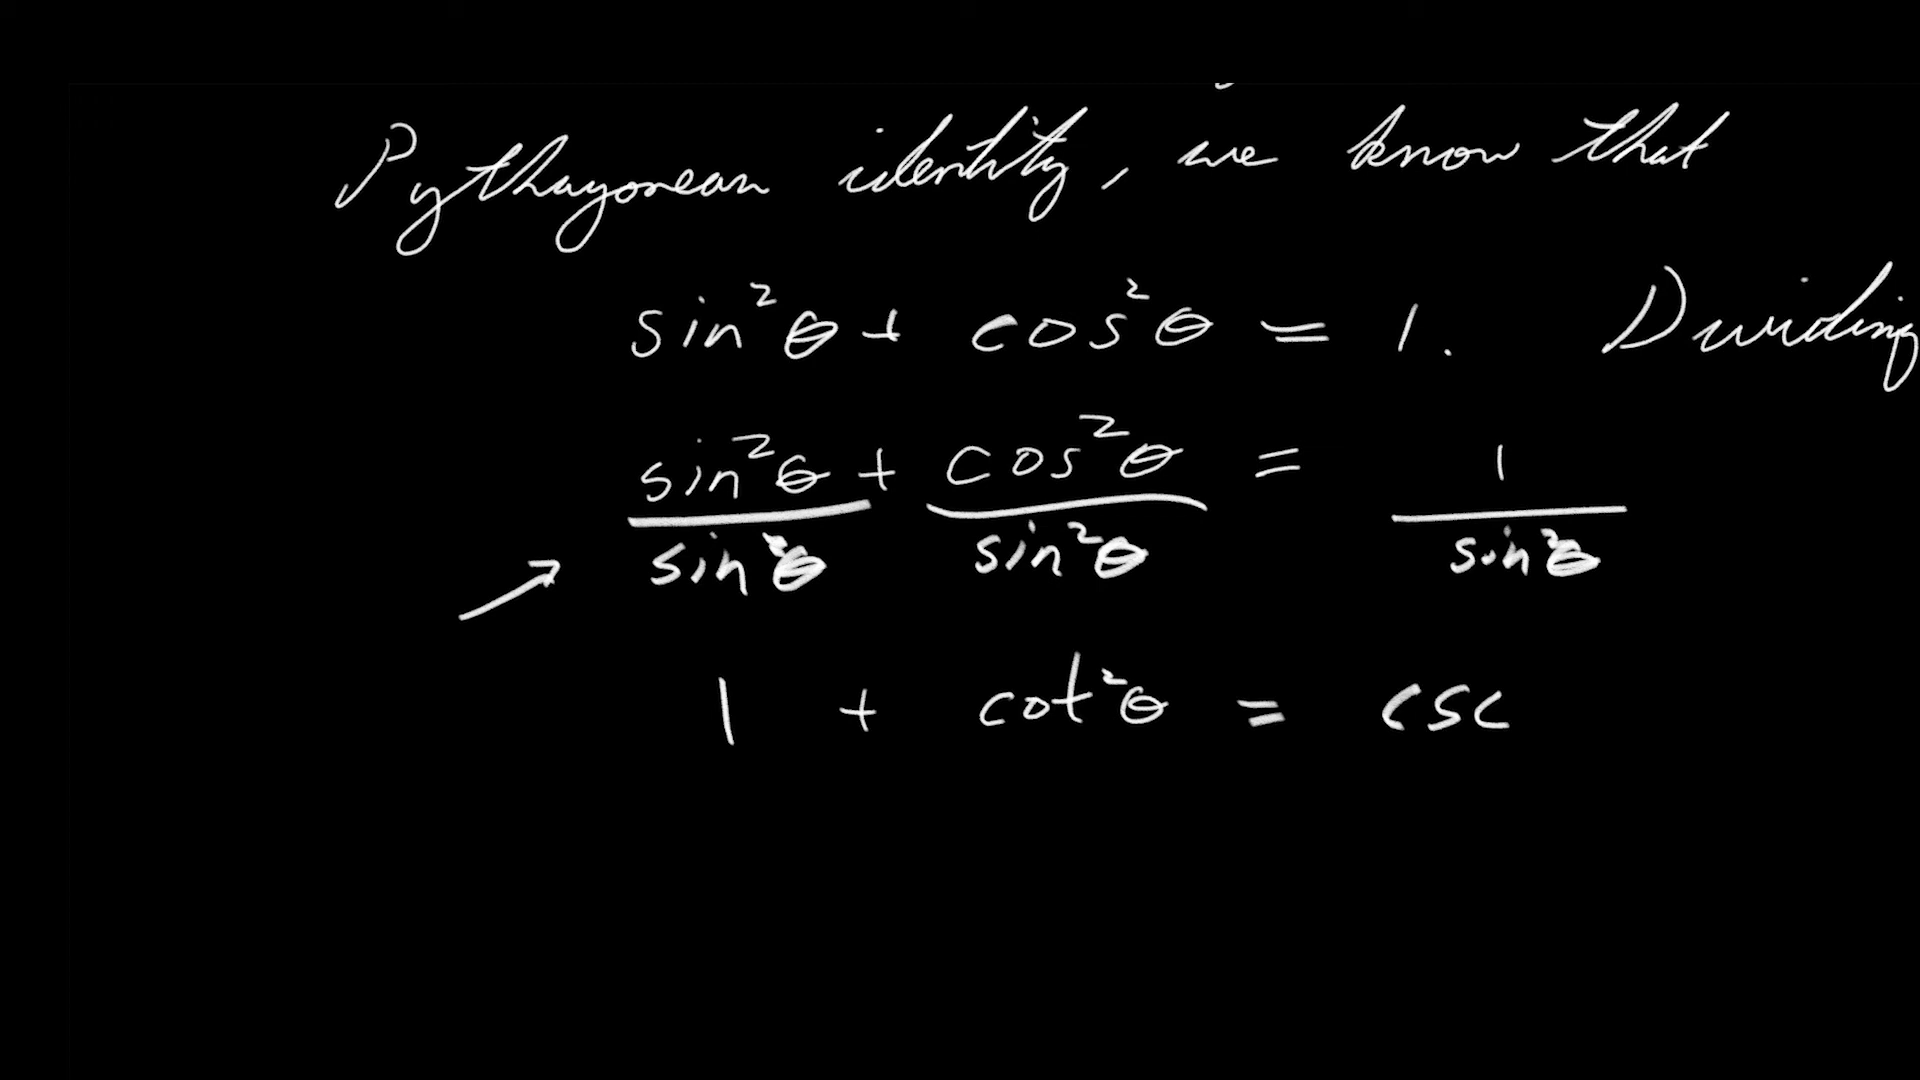 Pythagorean identity, we know that
sin²θ + cos²θ = 1. Dividing
sin²θ/sin²θ + cos²θ/sin²θ = 1/sin²θ
1 + cot²θ = csc